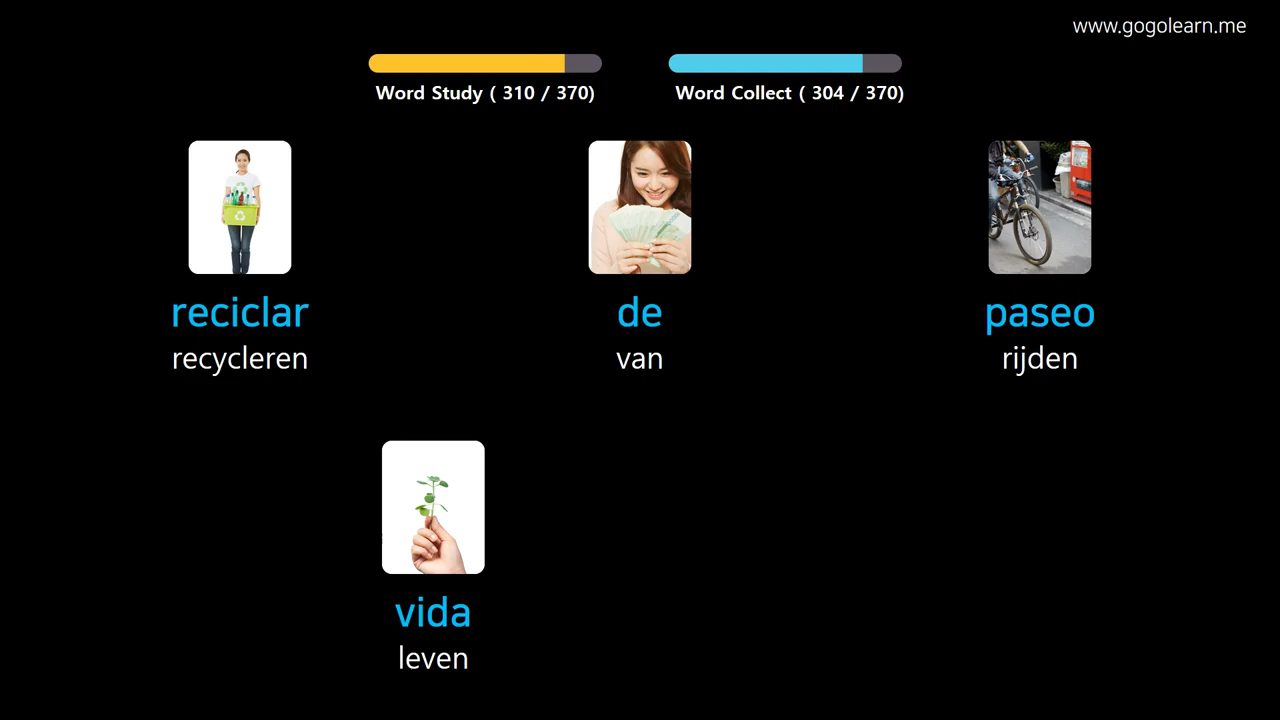 www.gogolearn.me
Word Study ( 310 / 370)
Word Collect ( 304 / 370)
reciclar
recycleren
de
van
paseo
rijden
vida
leven